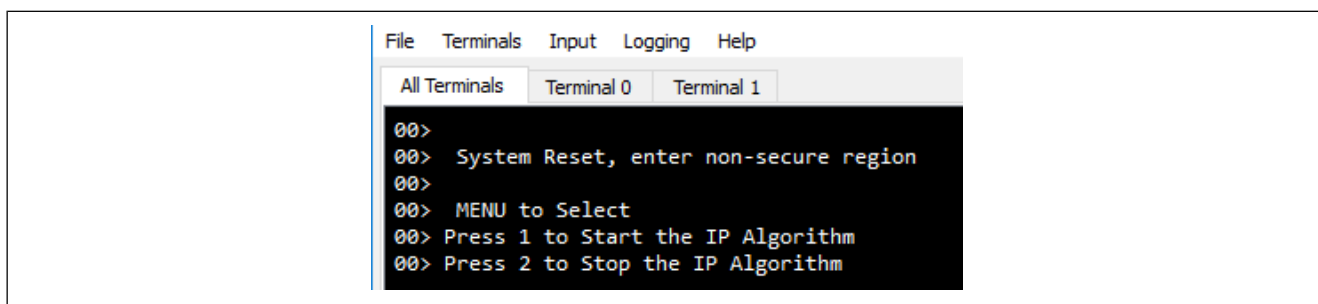 File Terminals Input Logging Help
All Terminals Terminal 0 Terminal 1
00>
00>  System Reset, enter non-secure region
00>
00>  MENU to Select
00> Press 1 to Start the IP Algorithm
00> Press 2 to Stop the IP Algorithm